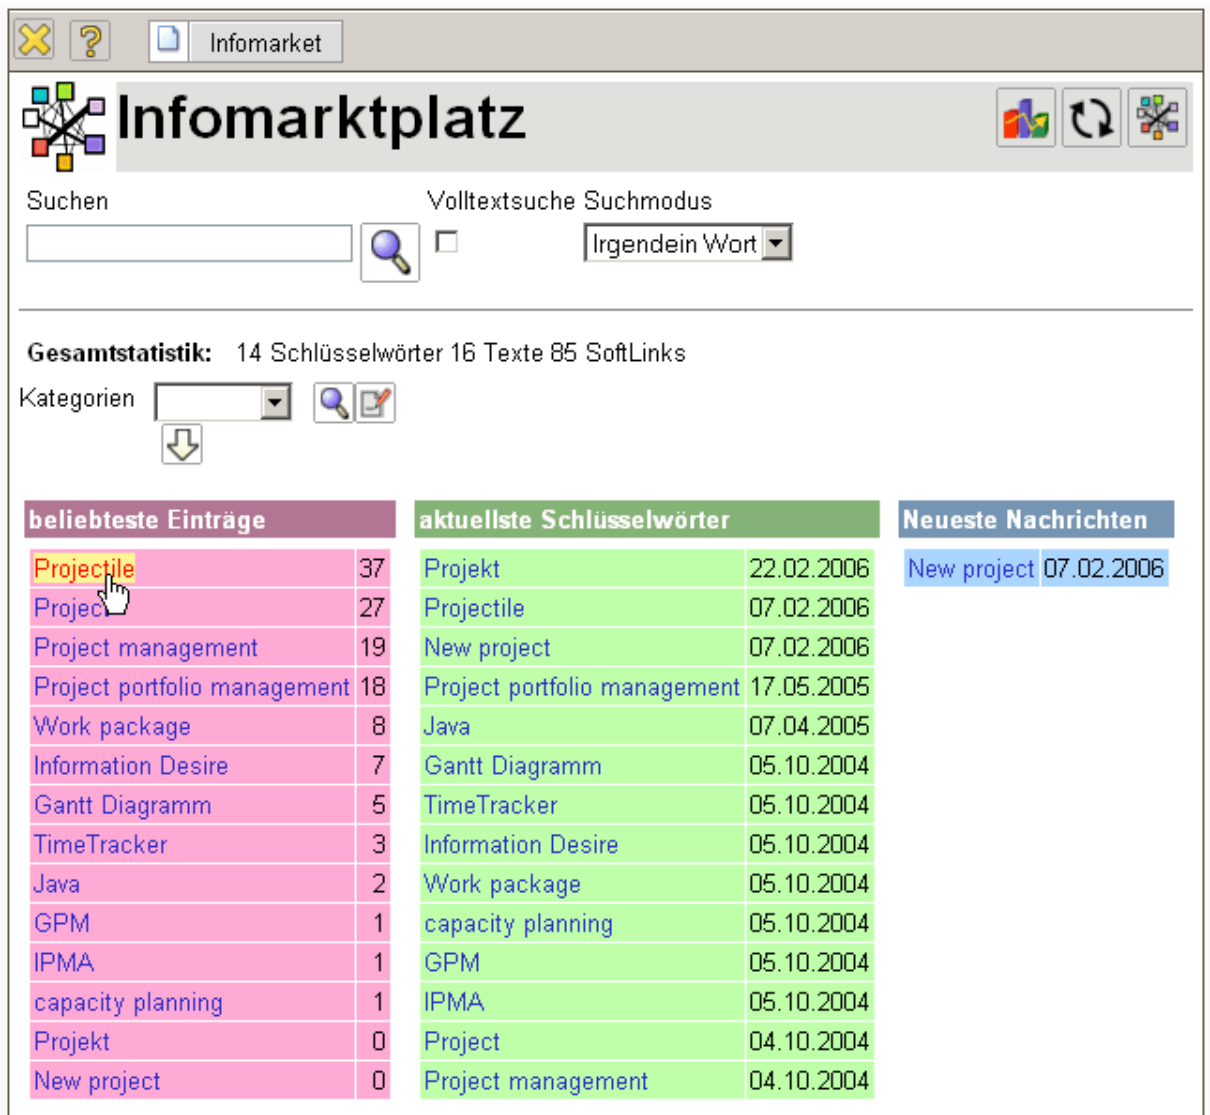 Infomarket
Infomarktplatz
Suchen
Volltextsuche Suchmodus
Irgendein Wort
Gesamtstatistik: 14 Schlüsselwörter 16 Texte 85 SoftLinks
Kategorien
beliebteste Einträge
Projectile 37
Project 27
Project management 19
Project portfolio management 18
Work package 8
Information Desire 7
Gantt Diagramm 5
TimeTracker 3
Java 2
GPM 1
IPMA 1
capacity planning 1
Projekt 0
New project 0
aktuellste Schlüsselwörter
Projekt 22.02.2006
Projectile 07.02.2006
New project 07.02.2006
Project portfolio management 17.05.2005
Java 07.04.2005
Gantt Diagramm 05.10.2004
TimeTracker 05.10.2004
Information Desire 05.10.2004
Work package 05.10.2004
capacity planning 05.10.2004
GPM 05.10.2004
IPMA 05.10.2004
Project 04.10.2004
Project management 04.10.2004
Neueste Nachrichten
New project 07.02.2006